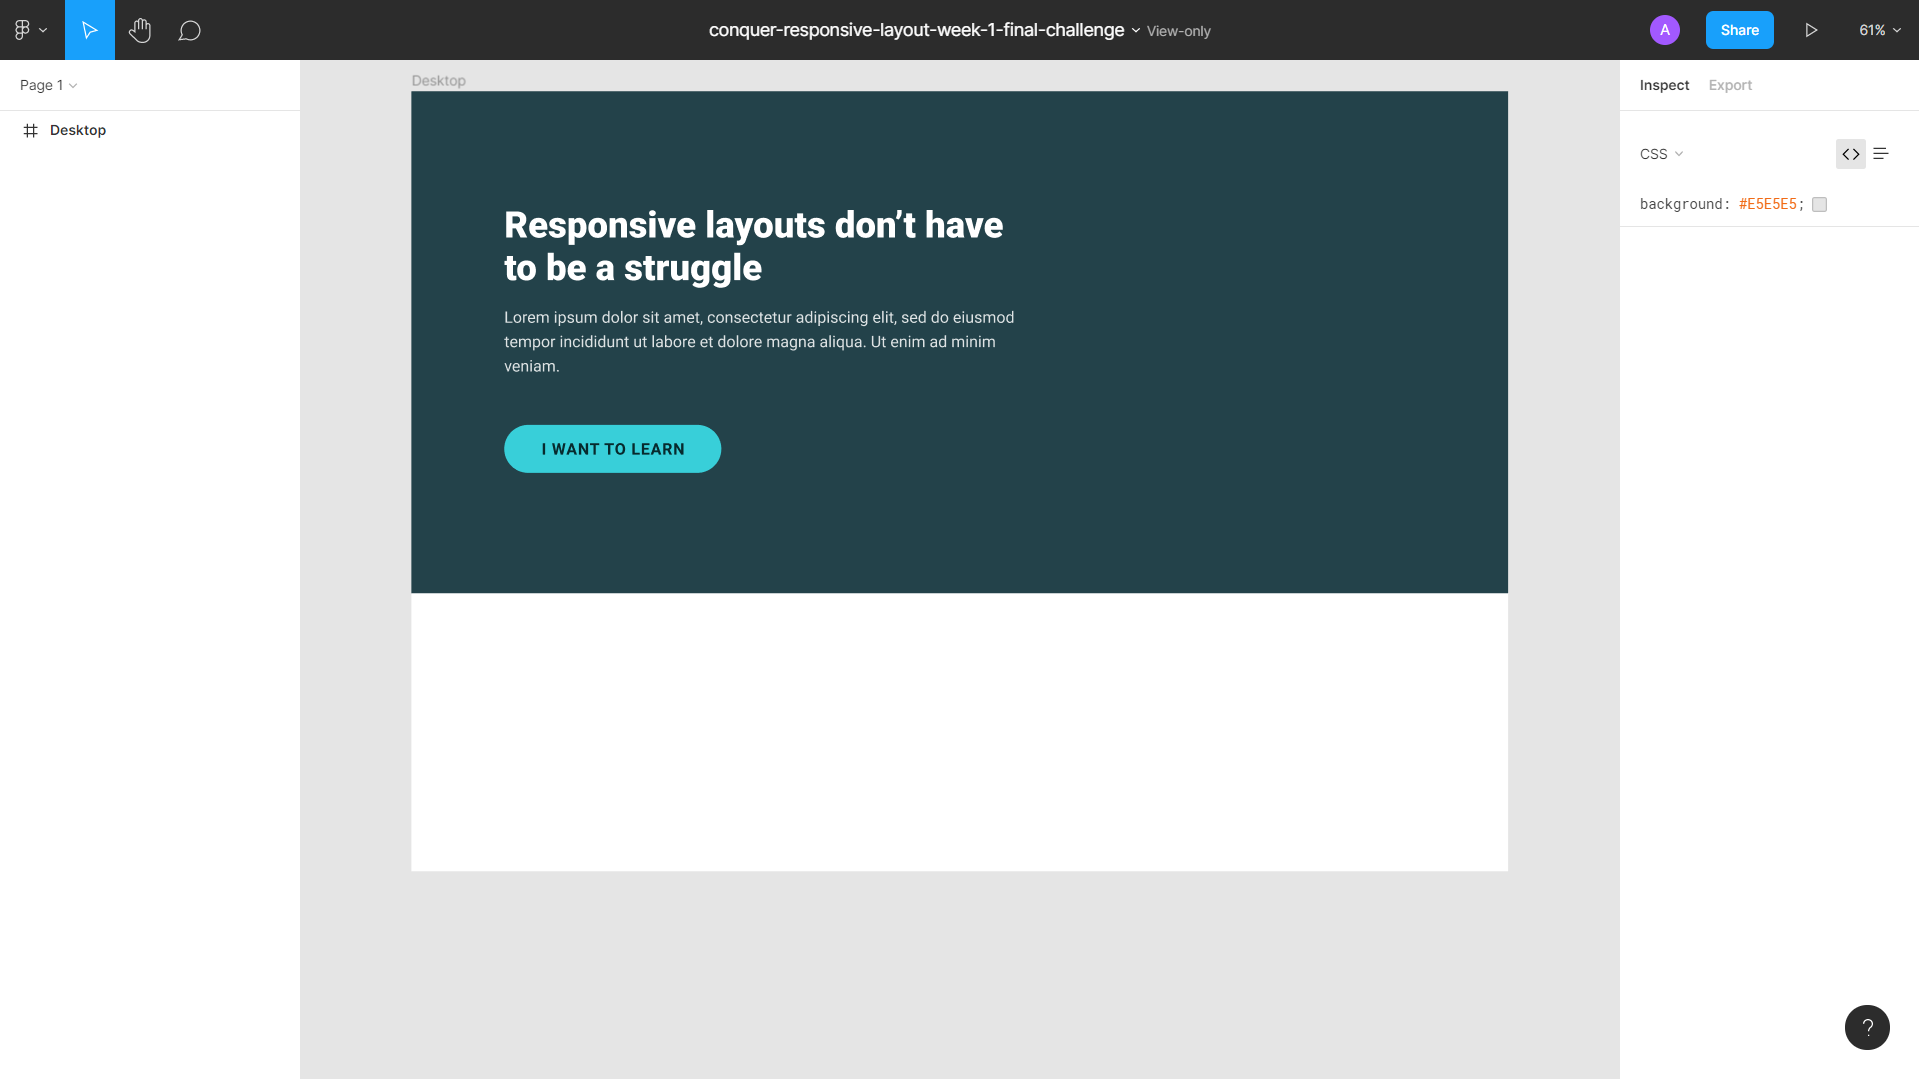 conquer-responsive-layout-week-1-final-challenge View-only
A
Share
61%
Page 1
Desktop
Desktop
Responsive layouts don’t have
to be a struggle
Lorem ipsum dolor sit amet, consectetur adipiscing elit, sed do eiusmod
tempor incididunt ut labore et dolore magna aliqua. Ut enim ad minim
veniam.
I WANT TO LEARN
Inspect Export
CSS
background: #E5E5E5;
?